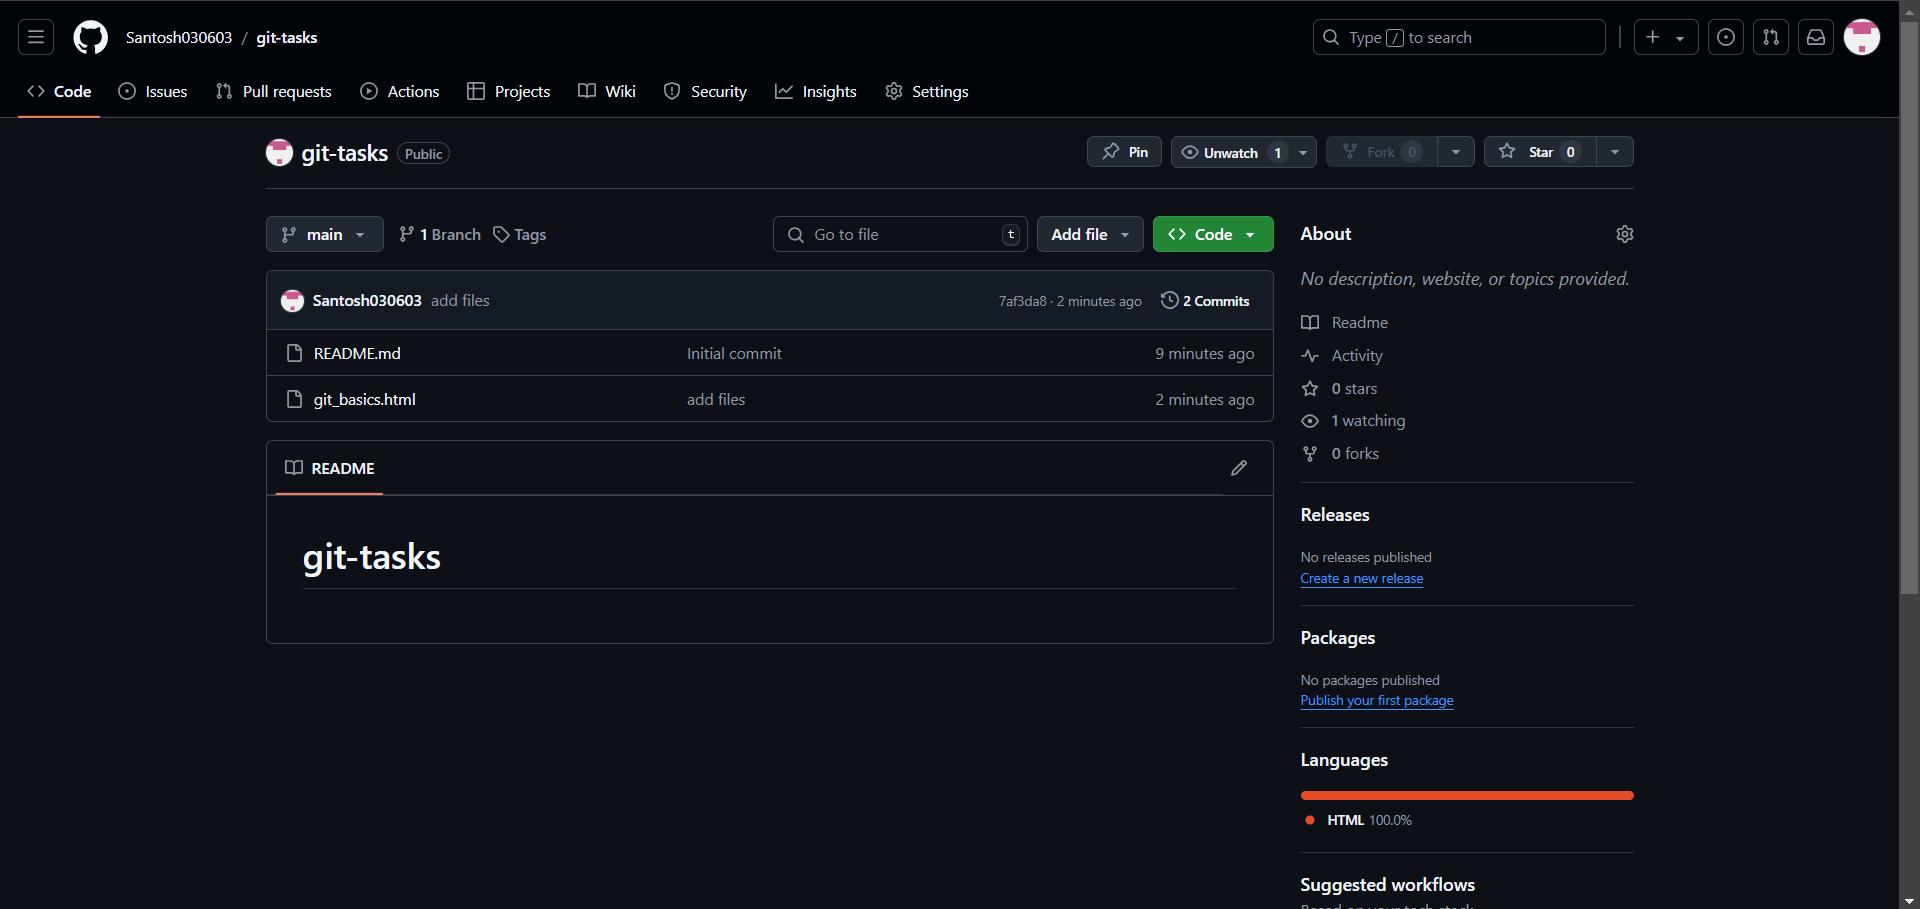 Santosh030603 / git-tasks
Type / to search
Code Issues Pull requests Actions Projects Wiki Security Insights Settings
git-tasks Public
Pin Unwatch 1 Fork 0 Star 0
main 1 Branch Tags Go to file t Add file Code
Santosh030603 add files 7af3da8 · 2 minutes ago 2 Commits
README.md Initial commit 9 minutes ago
git_basics.html add files 2 minutes ago
README
git-tasks
About
No description, website, or topics provided.
Readme
Activity
0 stars
1 watching
0 forks
Releases
No releases published
Create a new release
Packages
No packages published
Publish your first package
Languages
HTML 100.0%
Suggested workflows
Based on your tech stack